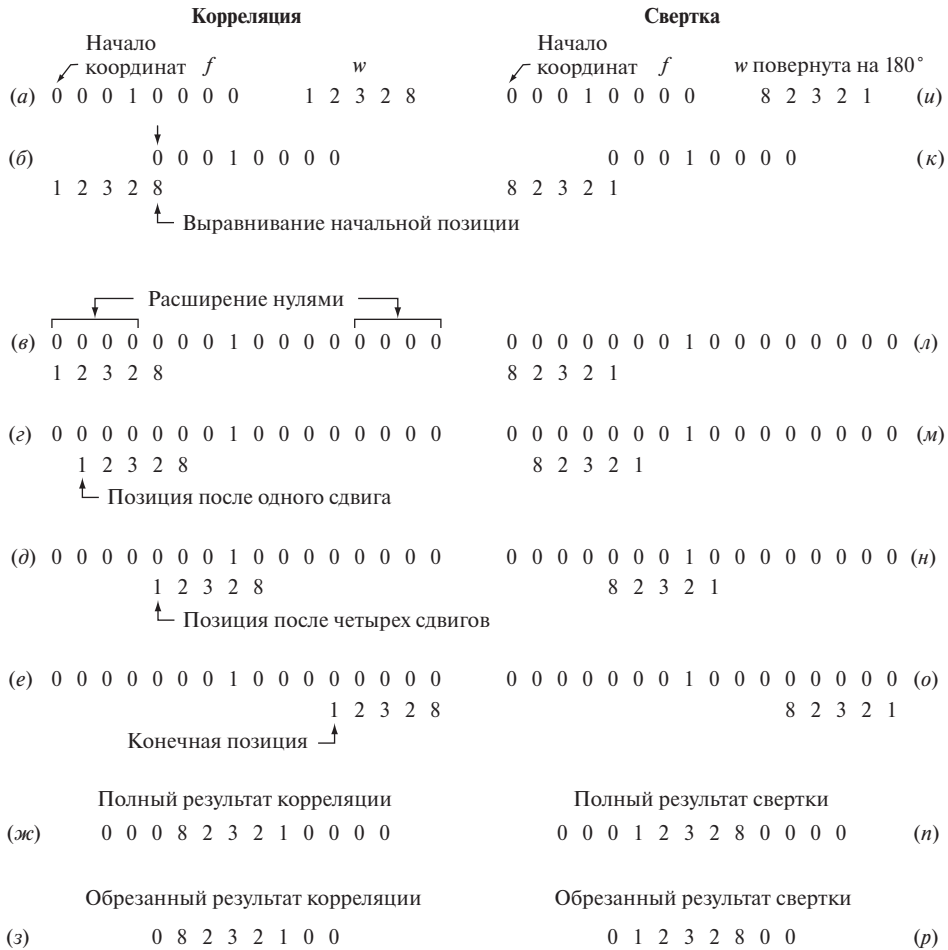 Корреляция Свертка
Начало Начало
координат f w координат f w повернута на 180°
(а) 0 0 0 1 0 0 0 0 1 2 3 2 8 0 0 0 1 0 0 0 0 8 2 3 2 1 (и)
(б) 0 0 0 1 0 0 0 0 0 0 0 1 0 0 0 0 (к)
1 2 3 2 8 8 2 3 2 1
Выравнивание начальной позиции
Расширение нулями
(в) 0 0 0 0 0 0 0 1 0 0 0 0 0 0 0 0 0 0 0 0 0 0 0 1 0 0 0 0 0 0 0 0 (л)
1 2 3 2 8 8 2 3 2 1
(г) 0 0 0 0 0 0 0 1 0 0 0 0 0 0 0 0 0 0 0 0 0 0 0 1 0 0 0 0 0 0 0 0 (м)
1 2 3 2 8 8 2 3 2 1
Позиция после одного сдвига
(д) 0 0 0 0 0 0 0 1 0 0 0 0 0 0 0 0 0 0 0 0 0 0 0 1 0 0 0 0 0 0 0 0 (н)
1 2 3 2 8 8 2 3 2 1
Позиция после четырех сдвигов
(е) 0 0 0 0 0 0 0 1 0 0 0 0 0 0 0 0 0 0 0 0 0 0 0 1 0 0 0 0 0 0 0 0 (о)
1 2 3 2 8 8 2 3 2 1
Конечная позиция
Полный результат корреляции Полный результат свертки
(ж) 0 0 0 8 2 3 2 1 0 0 0 0 0 0 0 1 2 3 2 8 0 0 0 0 (п)
Обрезанный результат корреляции Обрезанный результат свертки
(з) 0 8 2 3 2 1 0 0 0 1 2 3 2 8 0 0 (р)